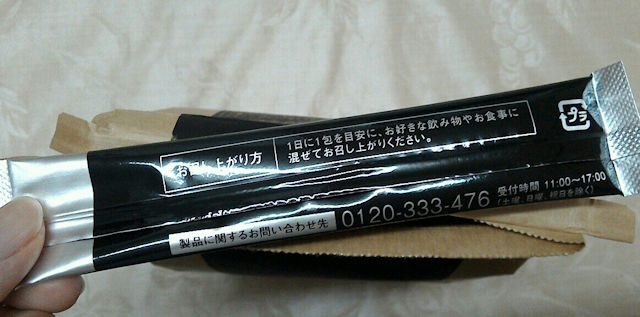 お召し上がり方
1日に1包を目安に、お好きな飲み物やお食事に
混ぜてお召し上がりください。
プラ
製品に関するお問い合わせ先
0120-333-476
受付時間 11:00〜17:00
(土曜、日曜、祝日を除く)